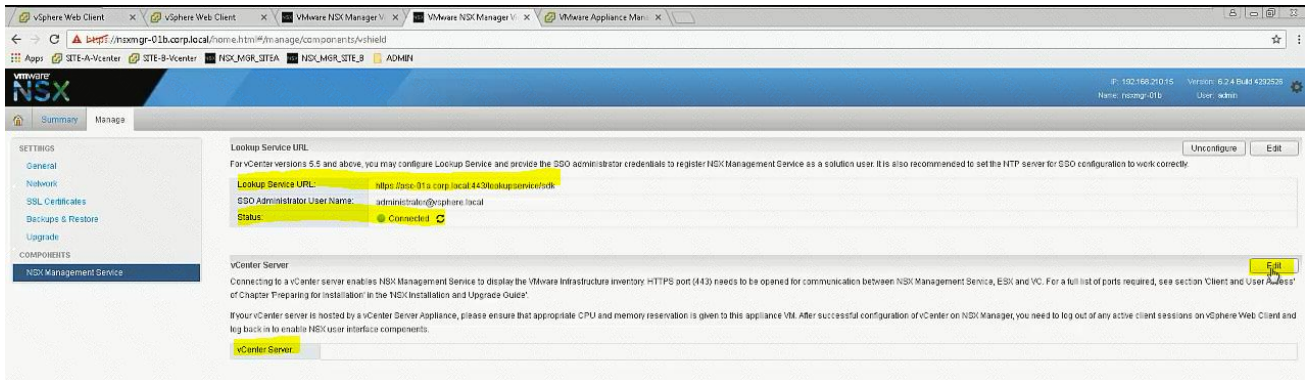 vSphere Web Client
vSphere Web Client
VMware NSX Manager Vi
VMware NSX Manager Vi
VMware Appliance Man
https://nsxmgr-01b.corp.local/home.html#/manage/components/vshield
Apps SITE-A-Vcenter SITE-B-Vcenter NSX_MGR_SITEA NSX_MGR_SITE_B ADMIN
vmware
NSX
IP: 192.168.210.15 Version: 6.2.4 Build 4292526
Name: nsxmgr-01b User: admin
Summary Manage
SETTINGS
General
Network
SSL Certificates
Backups & Restore
Upgrade
COMPONENTS
NSX Management Service
Lookup Service URL
Unconfigure Edit
For vCenter versions 5.5 and above, you may configure Lookup Service and provide the SSO administrator credentials to register NSX Management Service as a solution user. It is also recommended to set the NTP server for SSO configuration to work correctly.
Lookup Service URL: https://psc-01a.corp.local:443/lookupservice/sdk
SSO Administrator User Name: administrator@vsphere.local
Status: Connected
vCenter Server
Edit
Connecting to a vCenter server enables NSX Management Service to display the VMware Infrastructure inventory. HTTPS port (443) needs to be opened for communication between NSX Management Service, ESX and VC. For a full list of ports required, see section 'Client and User Access'
of Chapter 'Preparing for Installation' in the 'NSX Installation and Upgrade Guide'.
If your vCenter server is hosted by a vCenter Server Appliance, please ensure that appropriate CPU and memory reservation is given to this appliance VM. After successful configuration of vCenter on NSX Manager, you need to log out of any active client sessions on vSphere Web Client and
log back in to enable NSX user interface components.
vCenter Server: